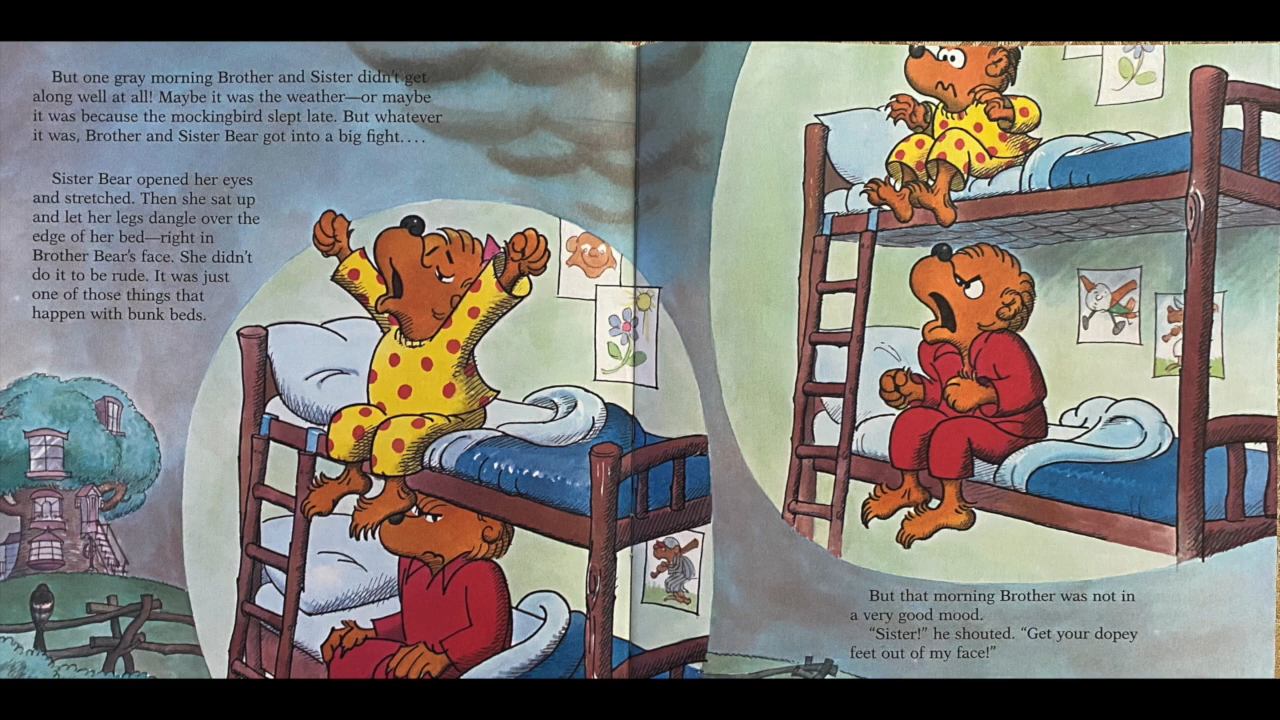 But one gray morning Brother and Sister didn't get
along well at all! Maybe it was the weather—or maybe
it was because the mockingbird slept late. But whatever
it was, Brother and Sister Bear got into a big fight....
Sister Bear opened her eyes
and stretched. Then she sat up
and let her legs dangle over the
edge of her bed—right in
Brother Bear's face. She didn't
do it to be rude. It was just
one of those things that
happen with bunk beds.
But that morning Brother was not in
a very good mood.
"Sister!" he shouted. "Get your dopey
feet out of my face!"